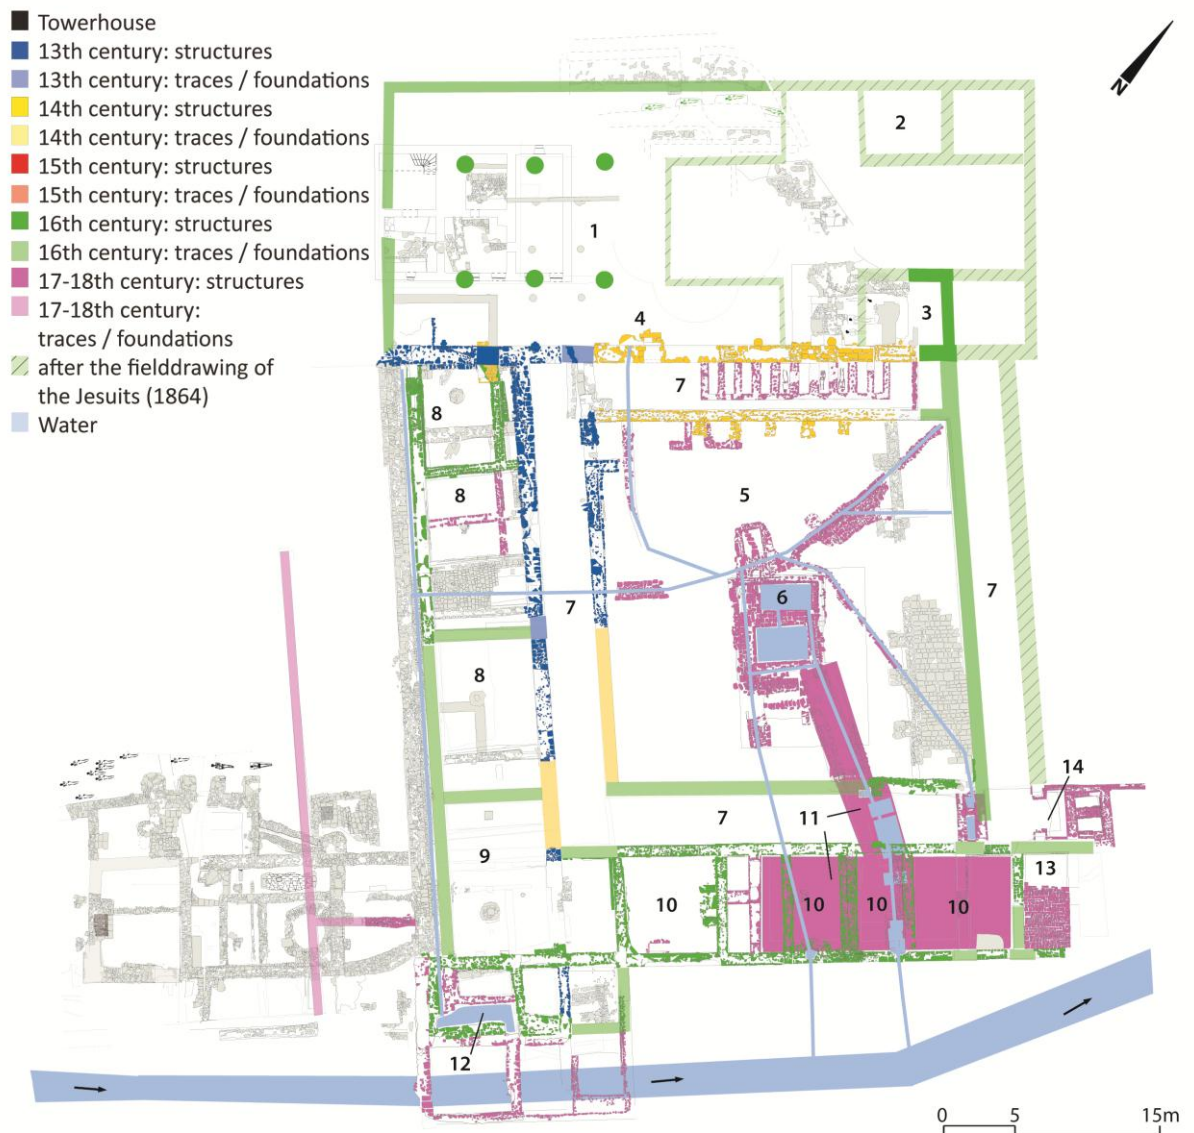 Towerhouse
13th century: structures
13th century: traces / foundations
14th century: structures
14th century: traces / foundations
15th century: structures
15th century: traces / foundations
16th century: structures
16th century: traces / foundations
17-18th century: structures
17-18th century:
traces / foundations
after the fielddrawing of
the Jesuits (1864)
Water
N
2
1
3
4
7
8
8
5
6
7
7
8
14
7
11
9
13
10
10
10
10
12
0 5 15m